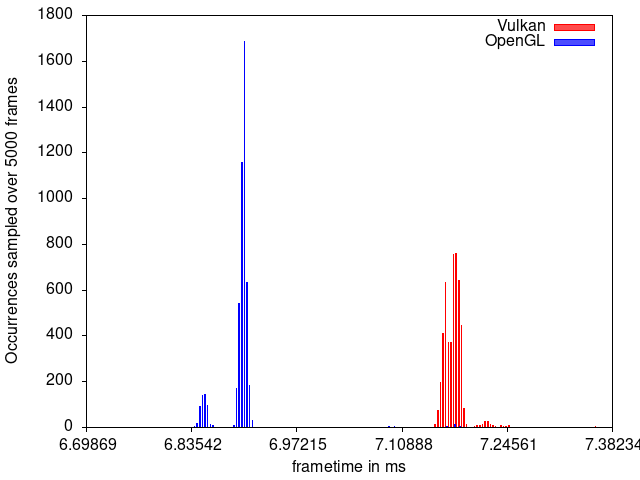 Vulkan
OpenGL
Occurrences sampled over 5000 frames
1800
1600
1400
1200
1000
800
600
400
200
0
6.69869 6.83542 6.97215 7.10888 7.24561 7.38234
frametime in ms